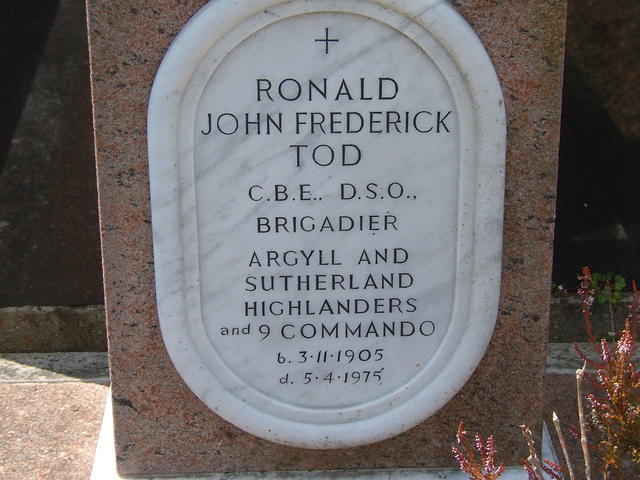 RONALD
JOHN FREDERICK
TOD
C.B.E., D.S.O.,
BRIGADIER
ARGYLL AND
SUTHERLAND
HIGHLANDERS
and 9 COMMANDO
b. 3·11·1905
d. 5·4·1975